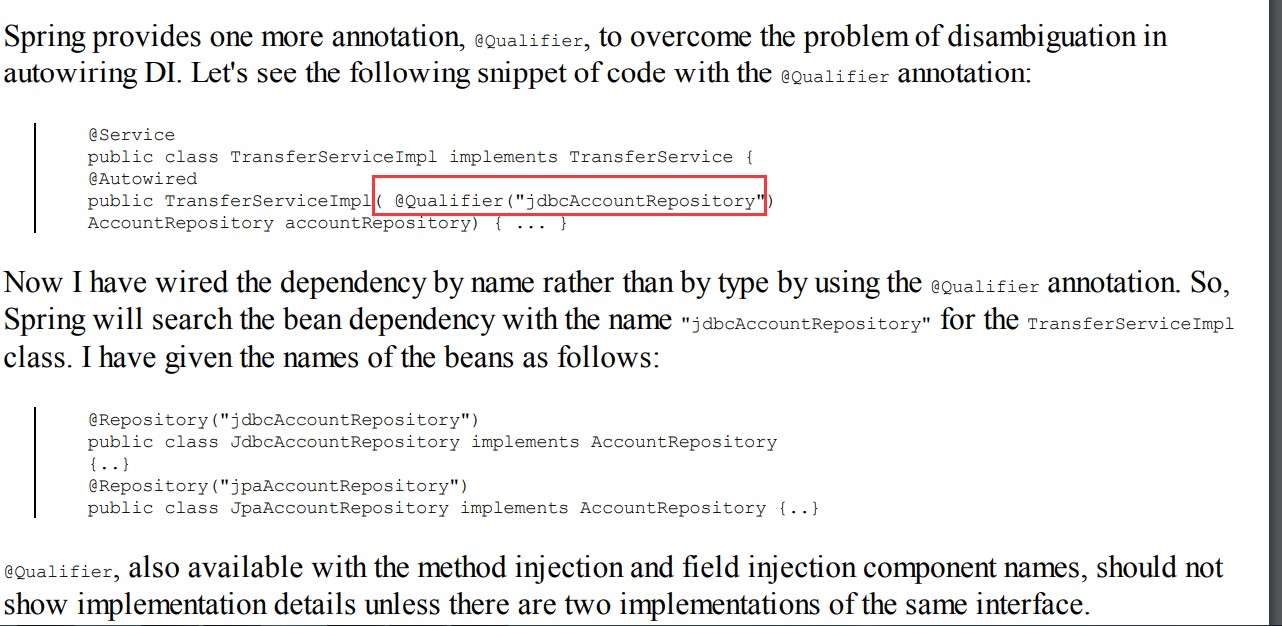 Spring provides one more annotation, @Qualifier, to overcome the problem of disambiguation in
autowiring DI. Let's see the following snippet of code with the @Qualifier annotation:
@Service
public class TransferServiceImpl implements TransferService {
@Autowired
public TransferServiceImpl( @Qualifier("jdbcAccountRepository")
AccountRepository accountRepository) { ... }
Now I have wired the dependency by name rather than by type by using the @Qualifier annotation. So,
Spring will search the bean dependency with the name "jdbcAccountRepository" for the TransferServiceImpl
class. I have given the names of the beans as follows:
@Repository("jdbcAccountRepository")
public class JdbcAccountRepository implements AccountRepository
{..}
@Repository("jpaAccountRepository")
public class JpaAccountRepository implements AccountRepository {..}
@Qualifier, also available with the method injection and field injection component names, should not
show implementation details unless there are two implementations of the same interface.